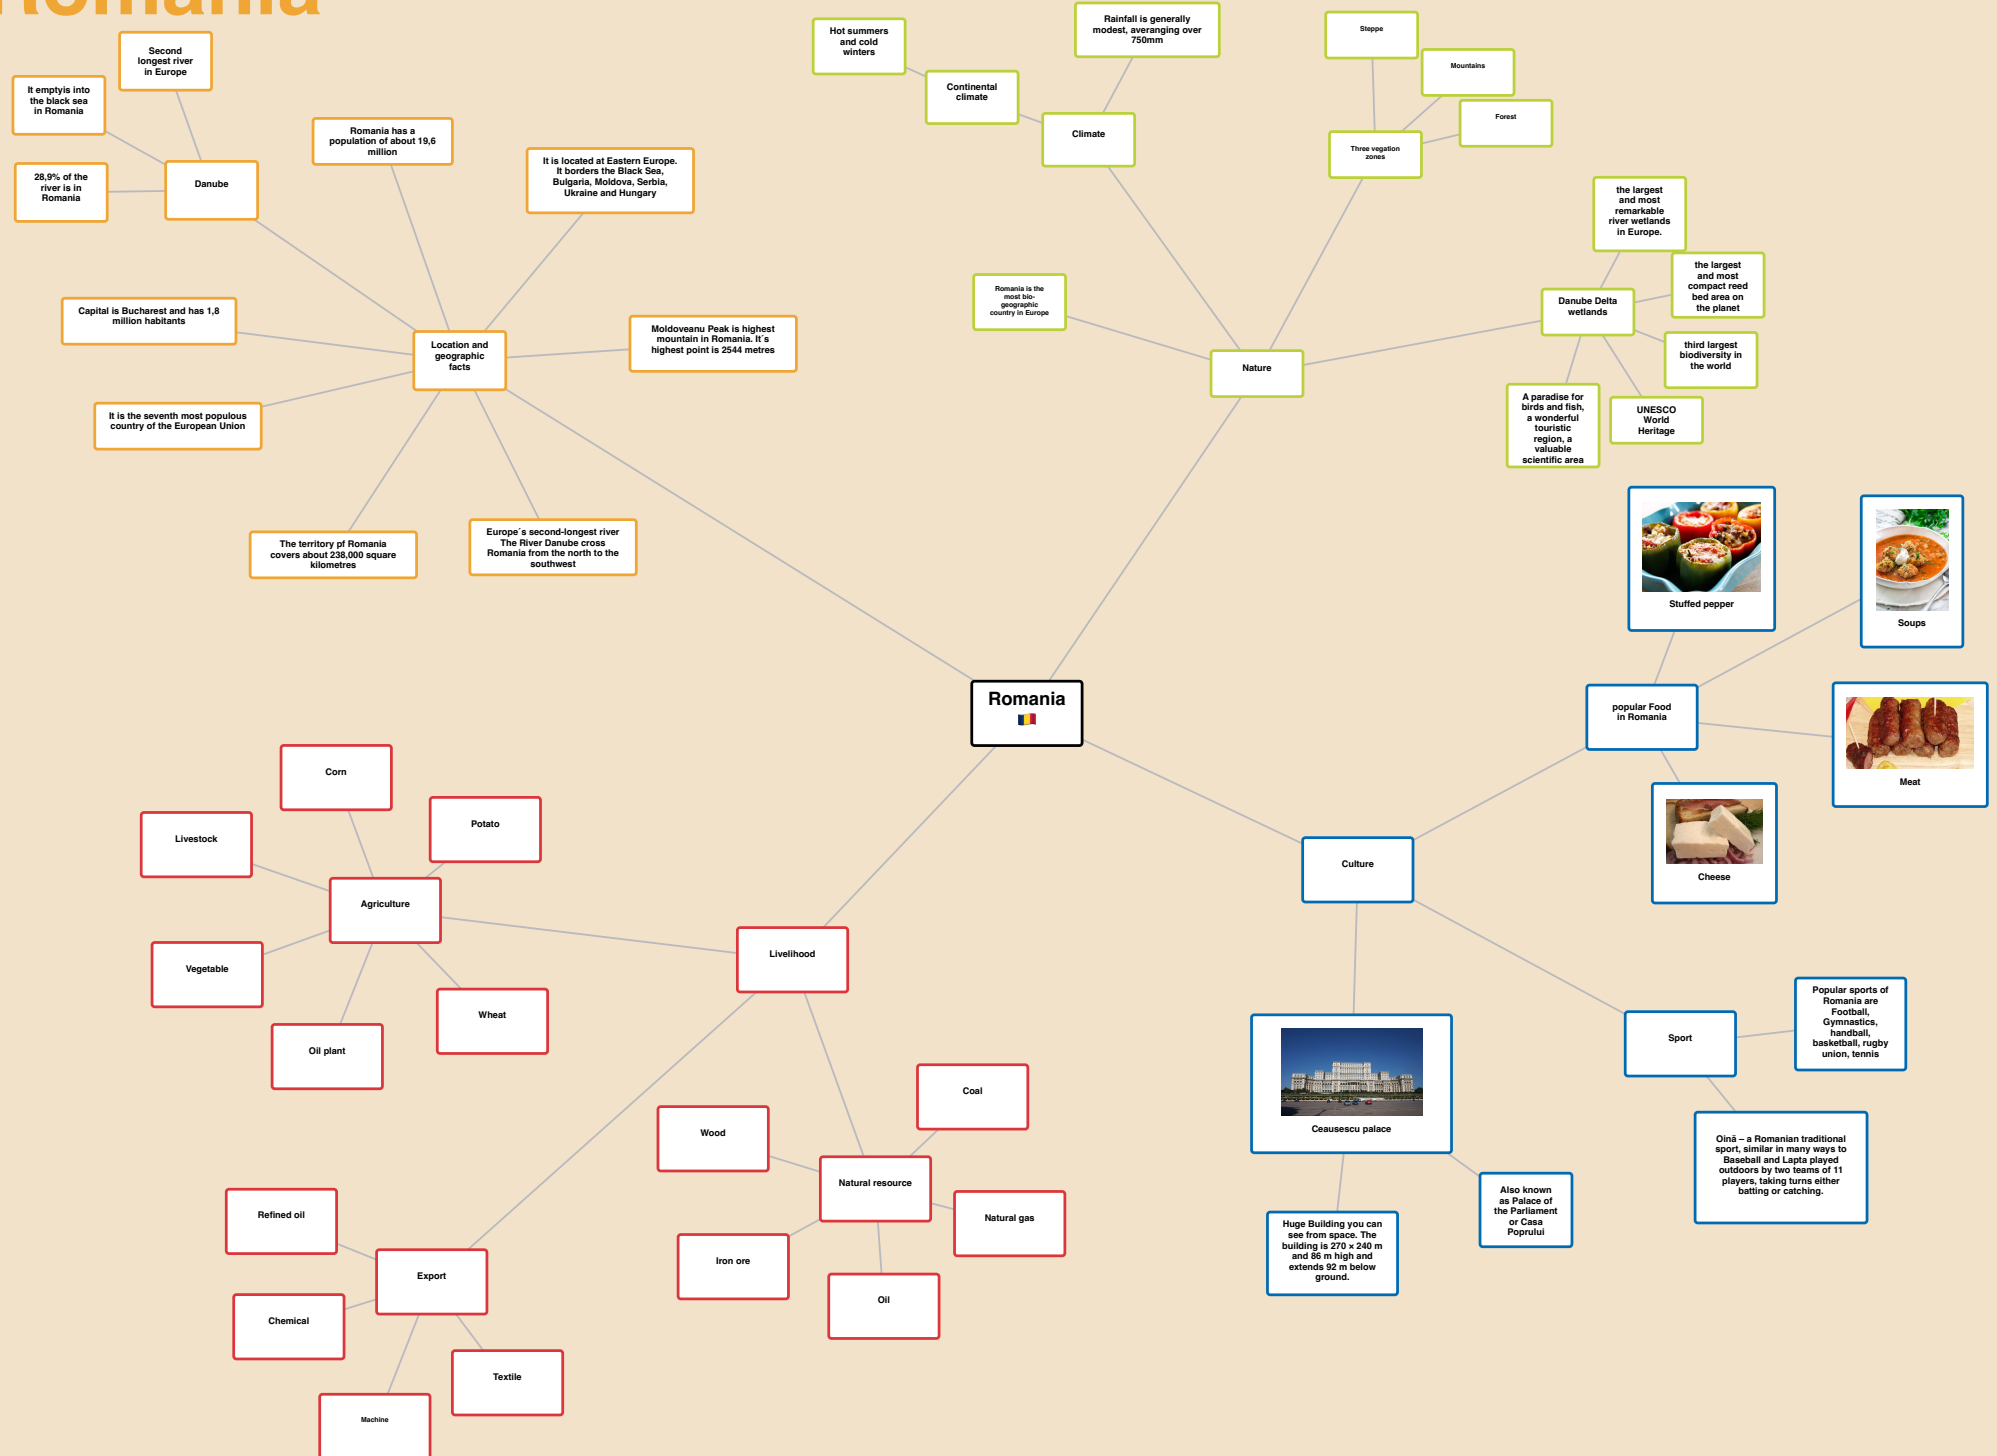 Romania
Second
longest river
in Europe
It emptyis into
the black sea
in Romania
28,9% of the
river is in
Romania
Danube
Romania has a
population of about 19,6
million
It is located at Eastern Europe.
It borders the Black Sea,
Bulgaria, Moldova, Serbia,
Ukraine and Hungary
Capital is Bucharest and has 1,8
million habitants
Location and
geographic
facts
Moldoveanu Peak is highest
mountain in Romania. It´s
highest point is 2544 metres
It is the seventh most populous
country of the European Union
The territory pf Romania
covers about 238,000 square
kilometres
Europe´s second-longest river
The River Danube cross
Romania from the north to the
southwest
Hot summers
and cold
winters
Continental
climate
Rainfall is generally
modest, averanging over
750mm
Climate
Steppe
Mountains
Forest
Three vegation
zones
Romania is the
most bio-
geographic
country in Europe
Nature
the largest
and most
remarkable
river wetlands
in Europe.
the largest
and most
compact reed
bed area on
the planet
Danube Delta
wetlands
third largest
biodiversity in
the world
UNESCO
World
Heritage
A paradise for
birds and fish,
a wonderful
touristic
region, a
valuable
scientific area
Romania
Stuffed pepper
Soups
popular Food
in Romania
Meat
Cheese
Culture
Corn
Potato
Livestock
Agriculture
Vegetable
Wheat
Oil plant
Livelihood
Coal
Wood
Natural resource
Natural gas
Iron ore
Oil
Refined oil
Export
Chemical
Textile
Machine
Ceausescu palace
Huge Building you can
see from space. The
building is 270 × 240 m
and 86 m high and
extends 92 m below
ground.
Also known
as Palace of
the Parliament
or Casa
Poprului
Sport
Popular sports of
Romania are
Football,
Gymnastics,
handball,
basketball, rugby
union, tennis
Oină – a Romanian traditional
sport, similar in many ways to
Baseball and Lapta played
outdoors by two teams of 11
players, taking turns either
batting or catching.